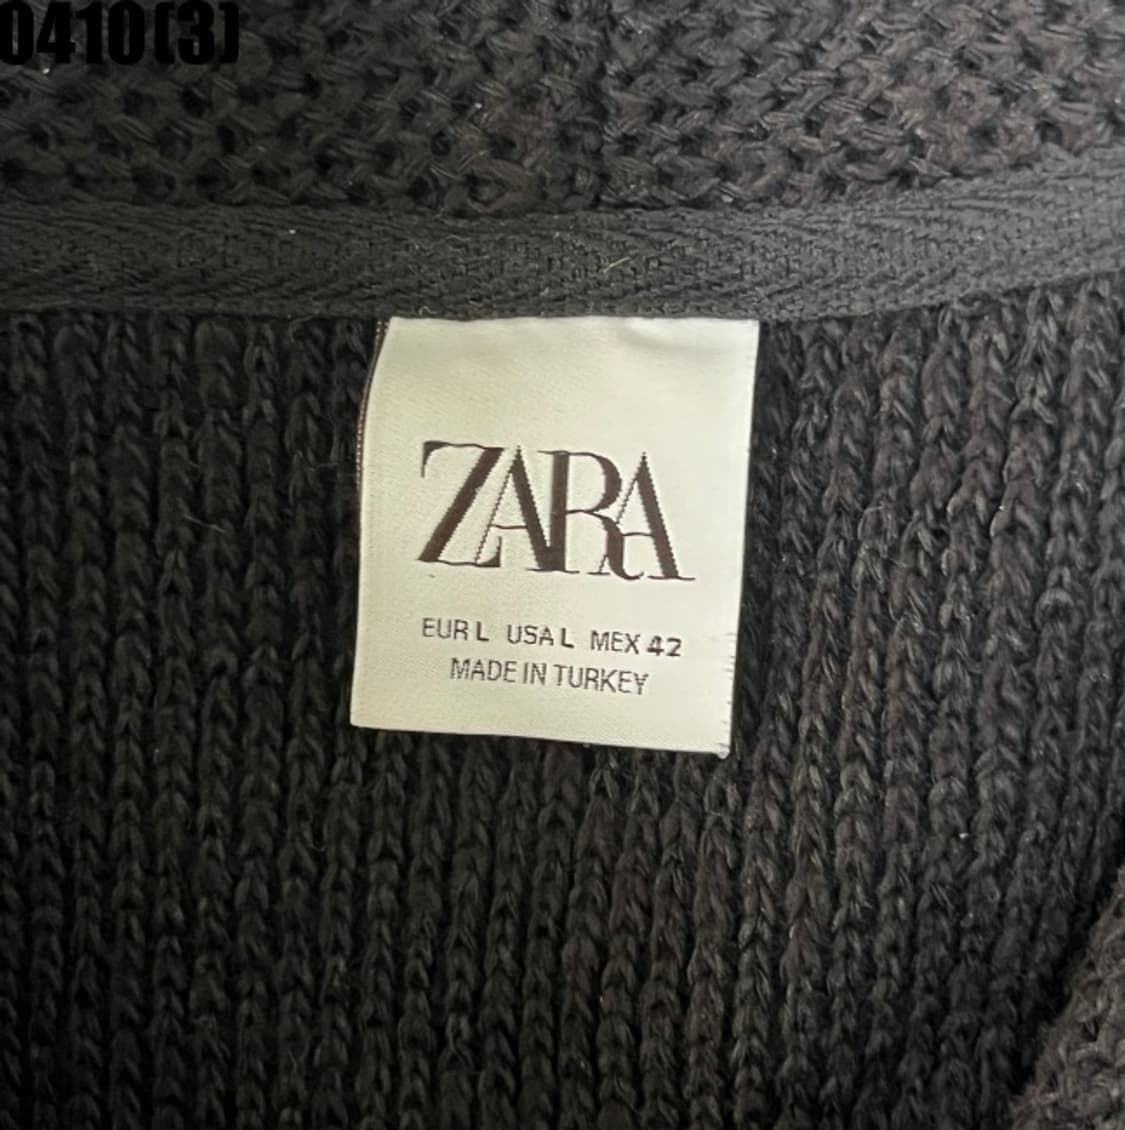 0410(3)
ZARA
EUR L USA L MEX 42
MADE IN TURKEY